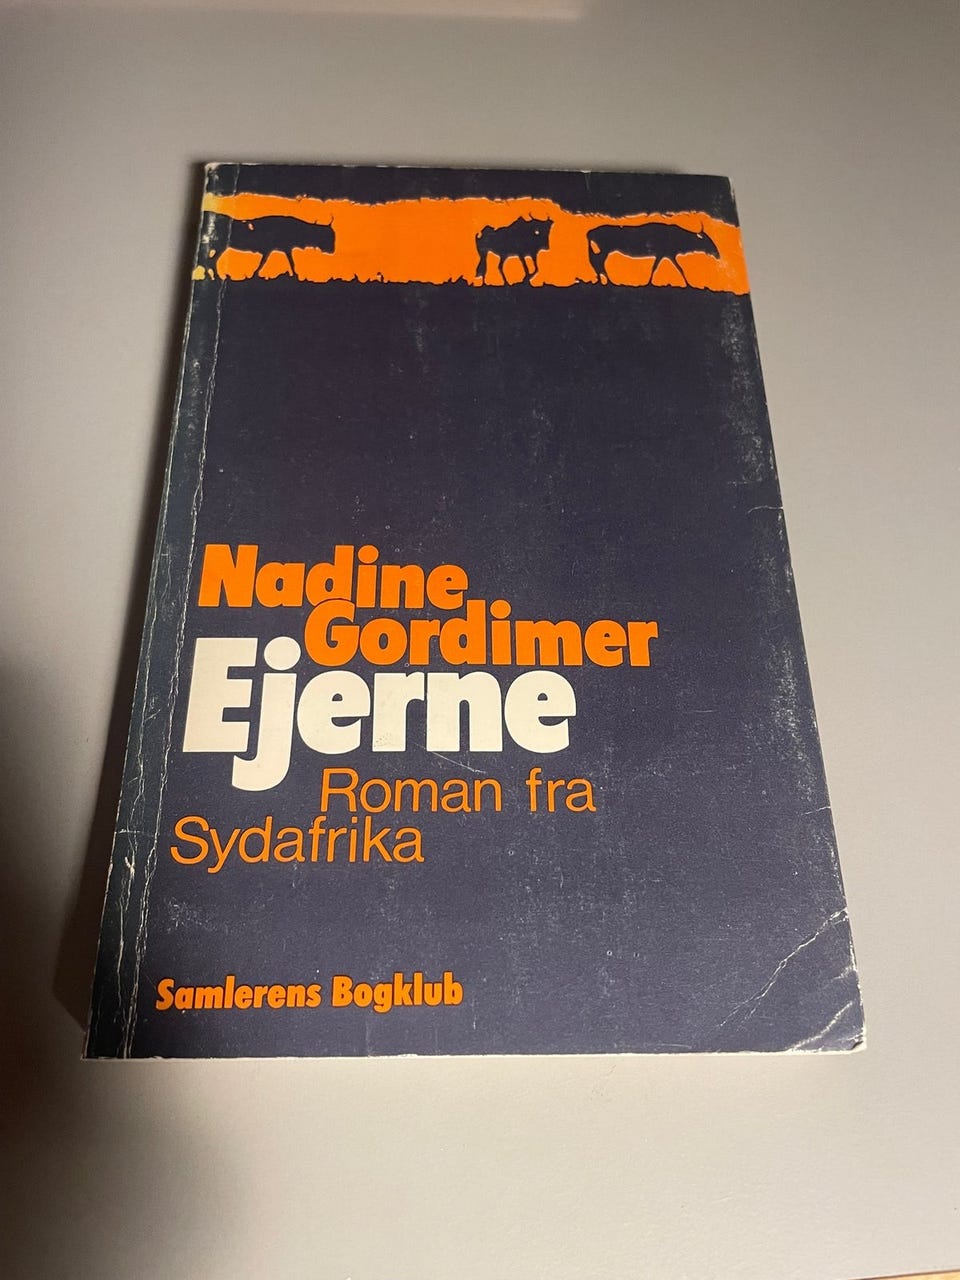 Nadine
Gordimer
Ejerne
Roman fra
Sydafrika
Samlerens Bogklub